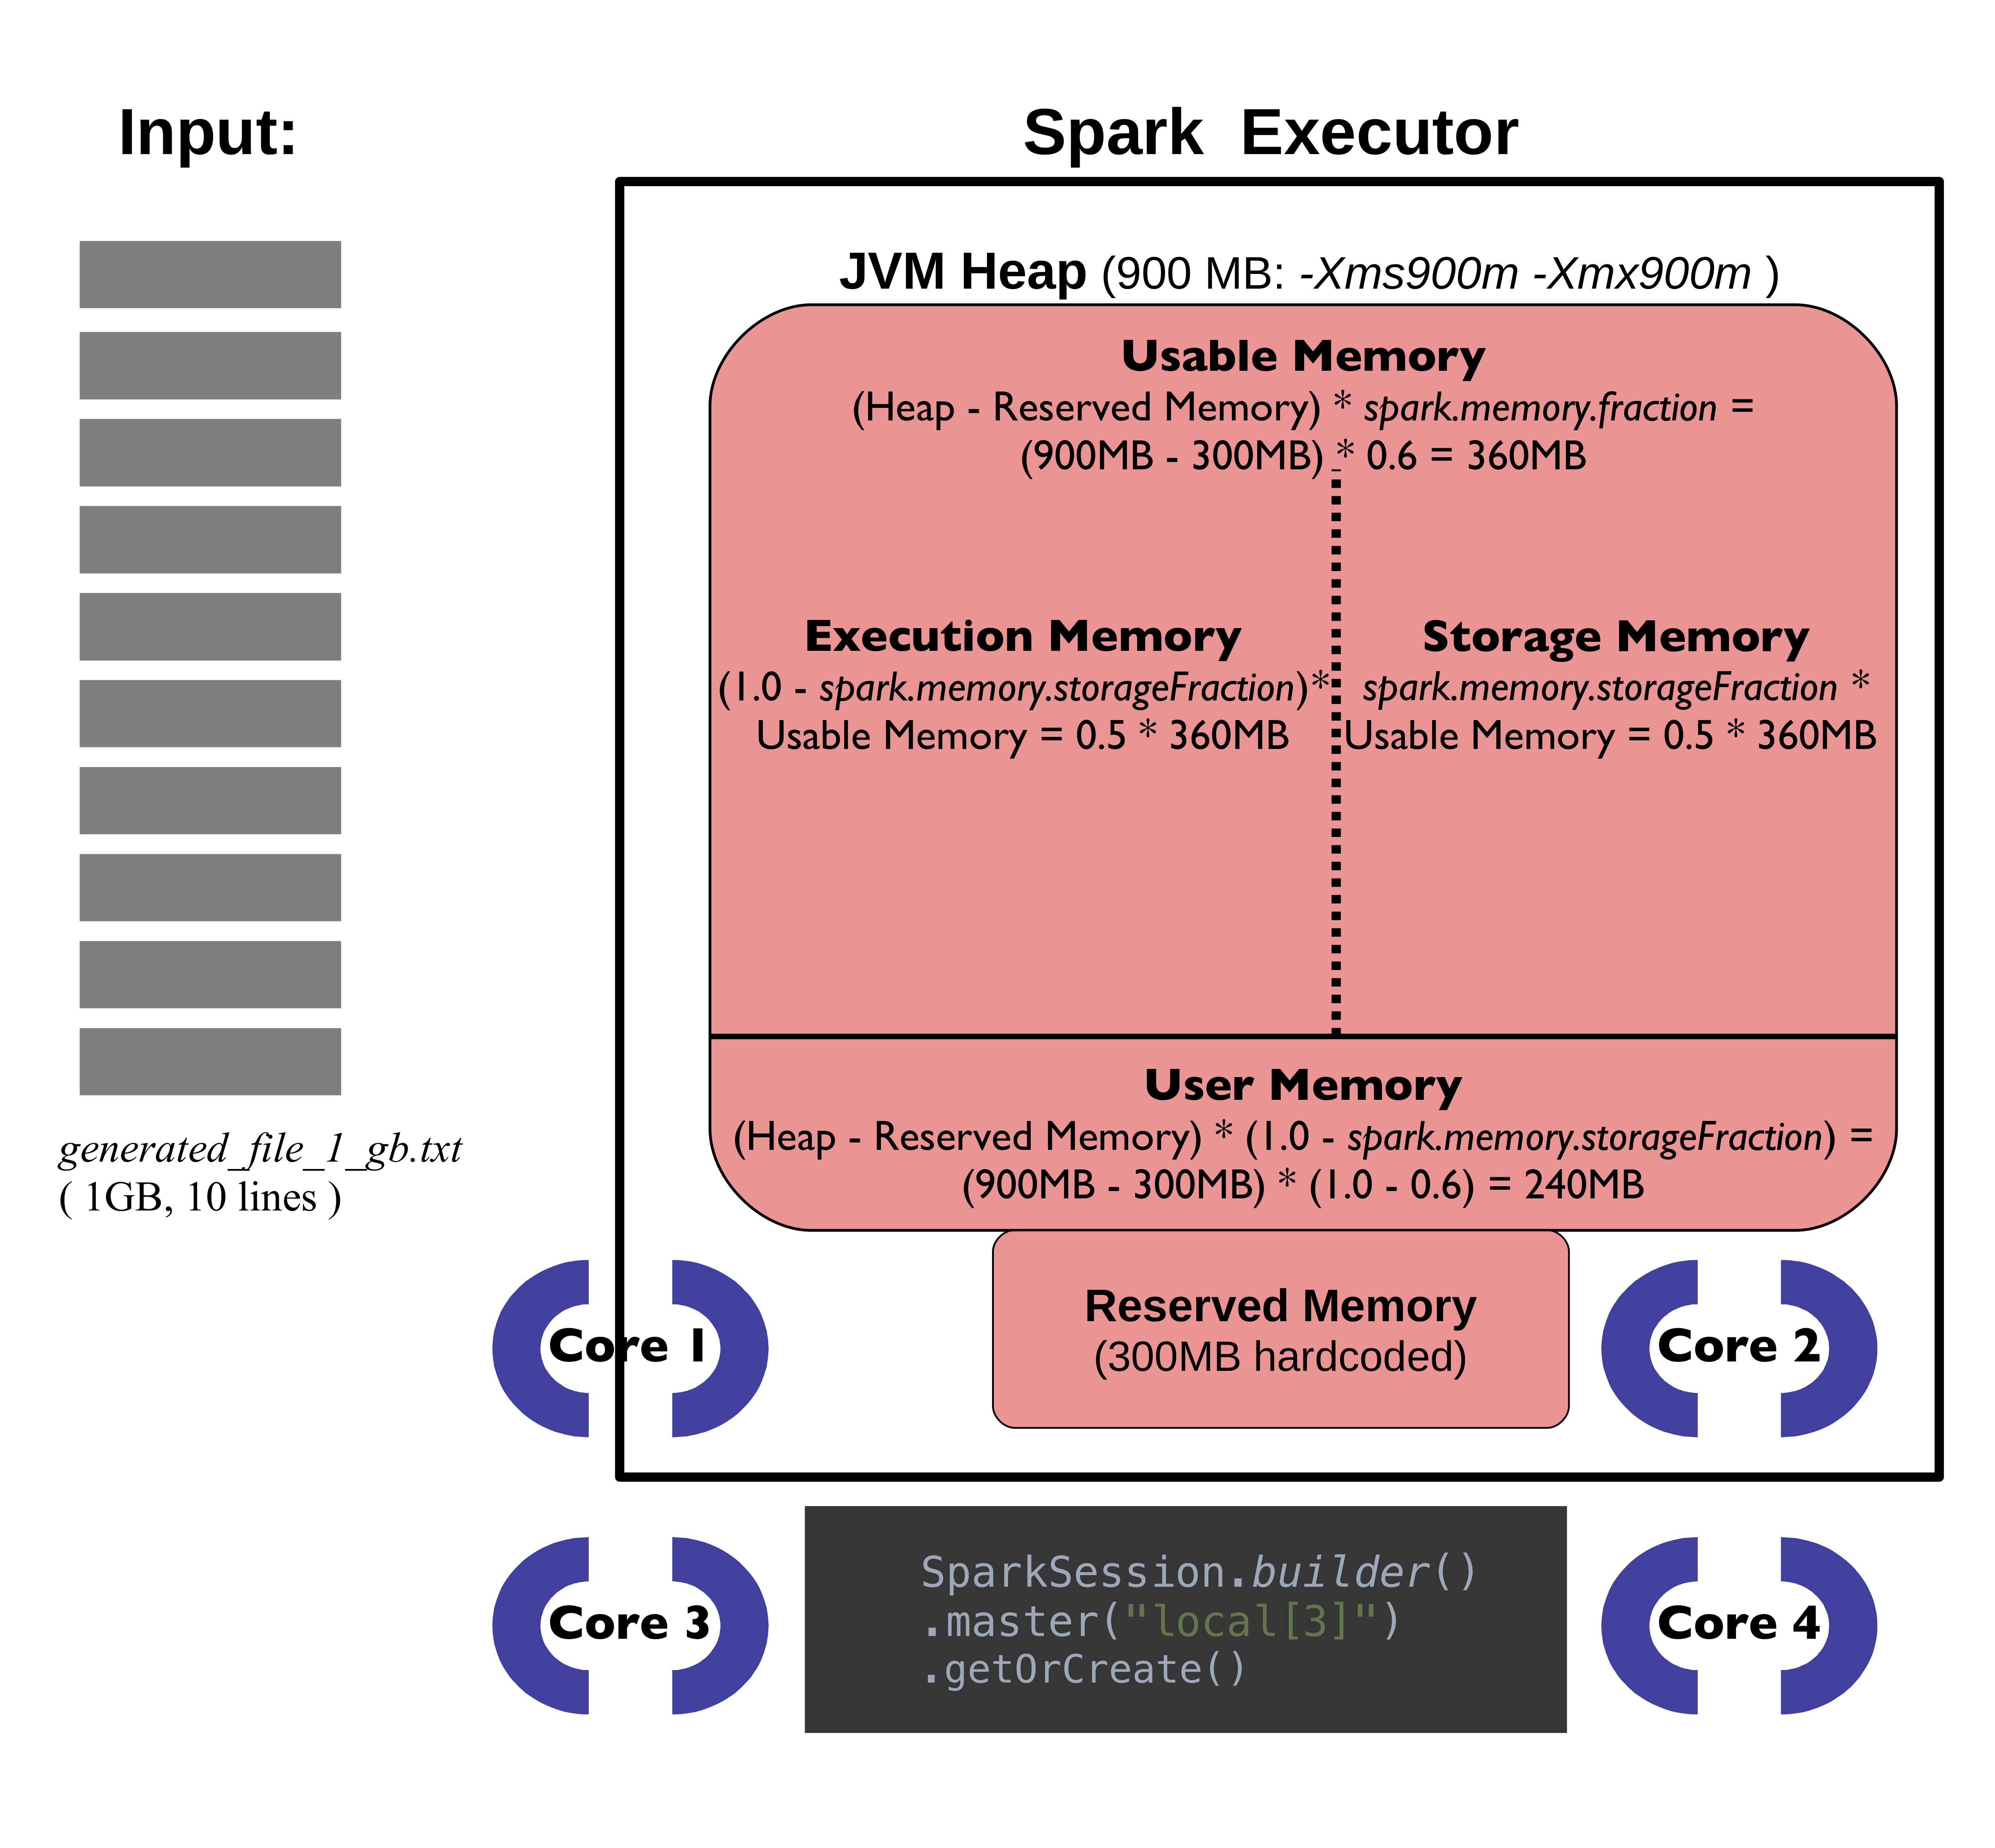 Input:
Spark Executor
JVM Heap (900 MB: -Xms900m -Xmx900m )
Usable Memory
(Heap - Reserved Memory) * spark.memory.fraction =
(900MB - 300MB) * 0.6 = 360MB
Execution Memory
(1.0 - spark.memory.storageFraction)*
Usable Memory = 0.5 * 360MB
Storage Memory
spark.memory.storageFraction *
Usable Memory = 0.5 * 360MB
User Memory
(Heap - Reserved Memory) * (1.0 - spark.memory.storageFraction) =
(900MB - 300MB) * (1.0 - 0.6) = 240MB
generated_file_1_gb.txt
( 1GB, 10 lines )
Reserved Memory
(300MB hardcoded)
Core 1
Core 2
Core 3
Core 4
SparkSession.builder()
.master("local[3]")
.getOrCreate()